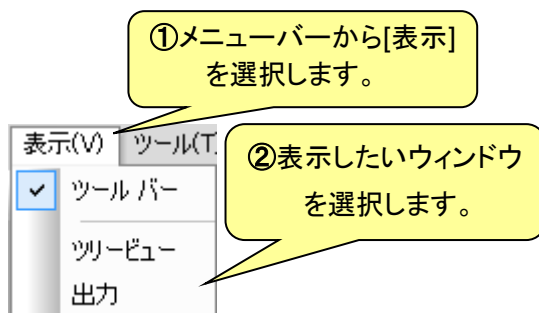 ①メニューバーから[表示]
を選択します。
表示(V) ツール(T
②表示したいウィンドウ
を選択します。
ツール バー
ツリービュー
出力